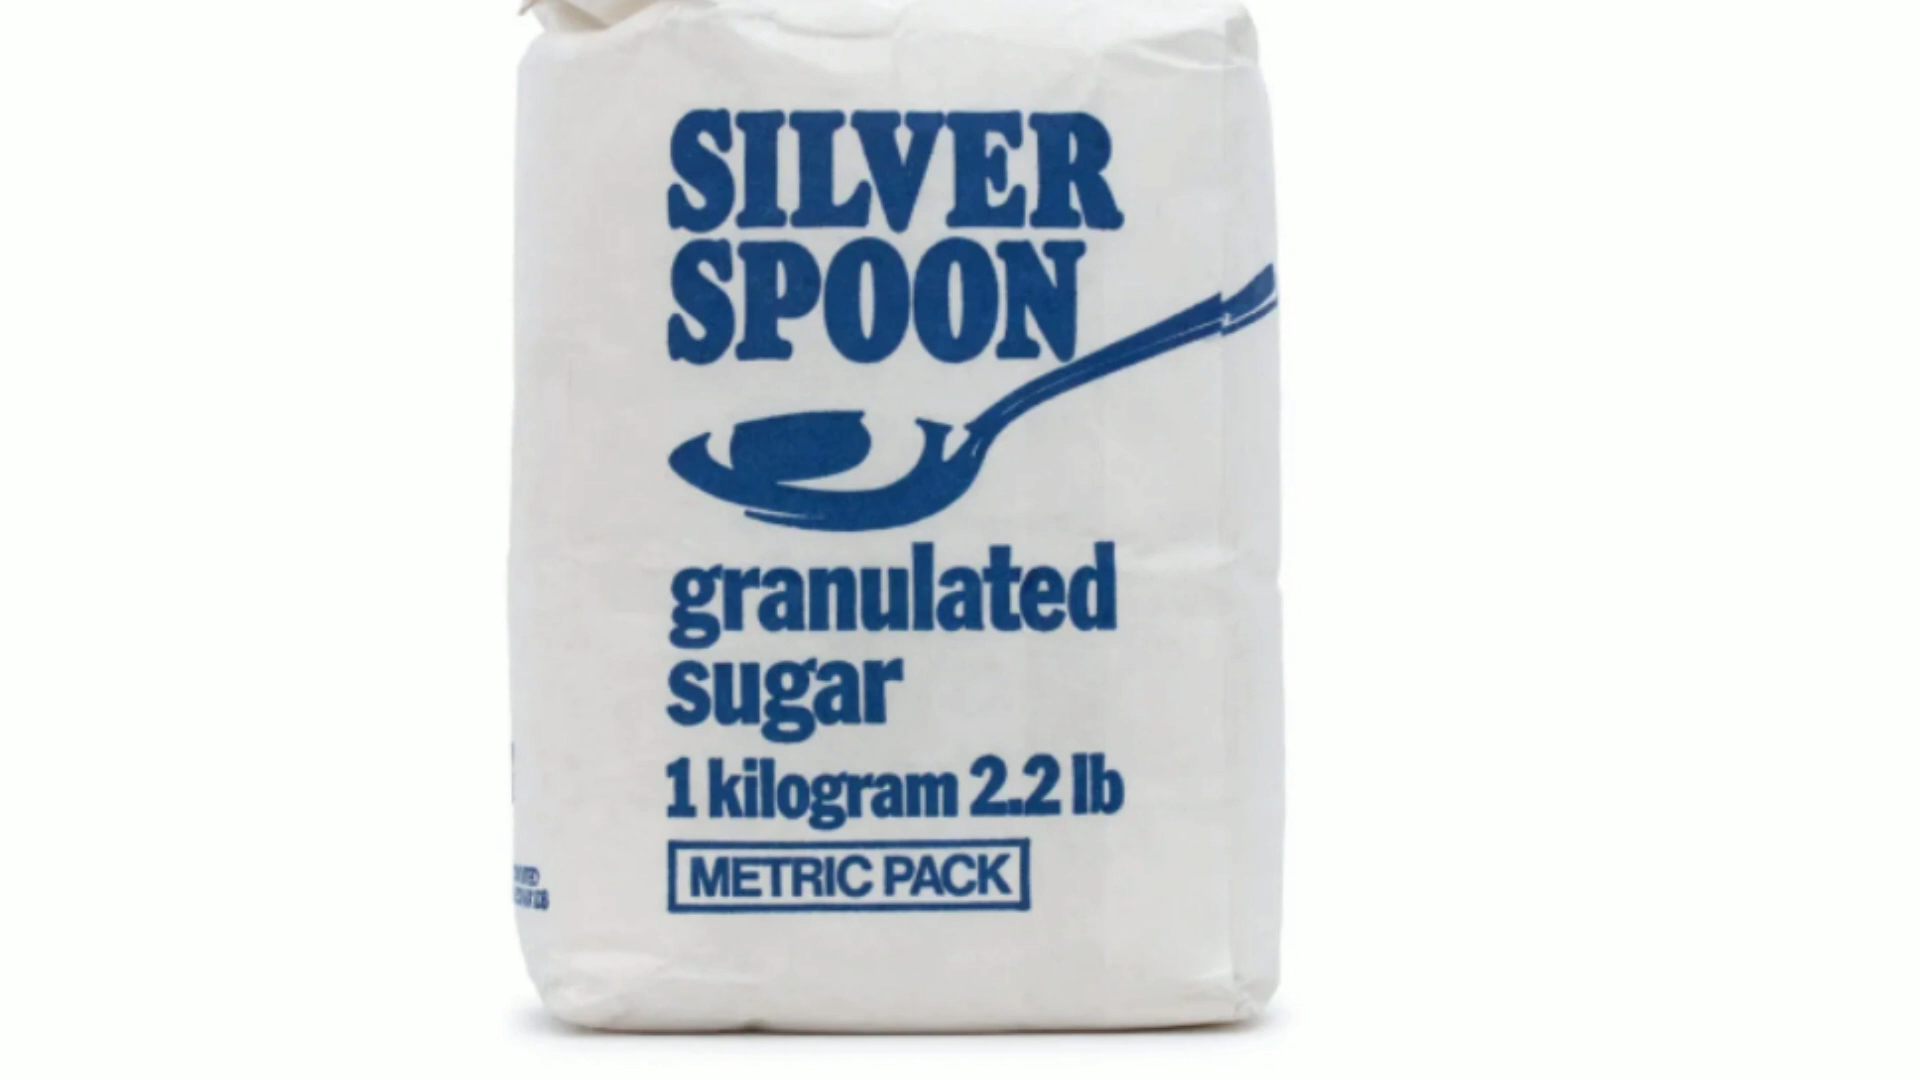 SILVER
SPOON
granulated
sugar
1 kilogram 2.2 lb
METRIC PACK